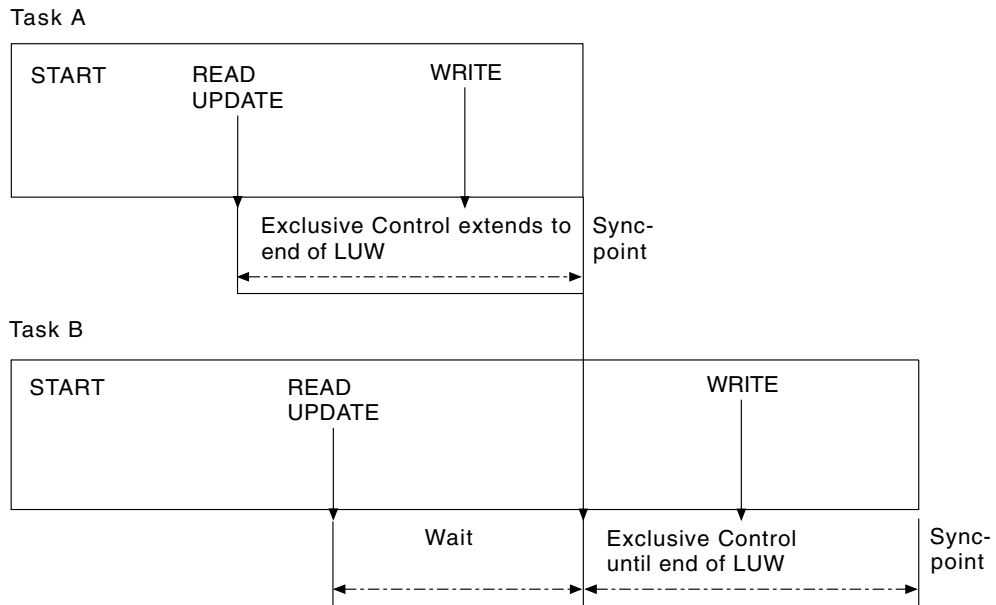 Task A
START
READ
UPDATE
WRITE
Exclusive Control extends to
end of LUW
Sync-
point
Task B
START
READ
UPDATE
WRITE
Wait
Exclusive Control
until end of LUW
Sync-
point